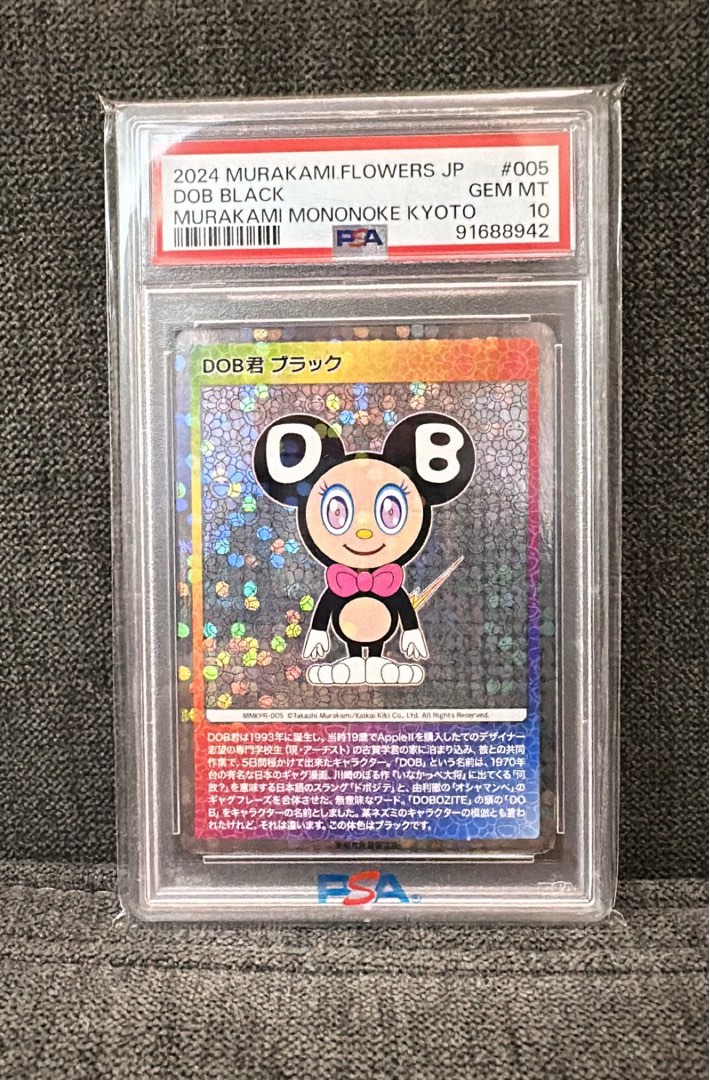 2024 MURAKAMI.FLOWERS JP #005
DOB BLACK GEM MT
MURAKAMI MONONOKE KYOTO 10
PSA 91688942
DOB君 ブラック
D B
MMKPR-005 ©Takashi Murakami/Kaikai Kiki Co., Ltd. All Rights Reserved.
DOB君は1993年に誕生し。当時19歳でAppleIIを購入したてのデザイナー
志望の専門学校生（現・アーチスト）の古賀学君の家に泊まり込み、彼との共同
作業で、5日間程かけて出来たキャラクター。「DOB」という名前は、1970年
台の有名な日本のギャグ漫画、川崎のぼる作『いなかっぺ大将』に出てくる「何
故?」を意味する日本語のスラング「ドボジテ」と、由利徹の「オシャマンベ」の
ギャグフレーズを合体させた、無意味なワード。「DOBOZITE」の頭の「DO
B」をキャラクターの名前としました。某ネズミのキャラクターの模倣とも言わ
れたけれど、それは違います。この体色はブラックです。
PSA